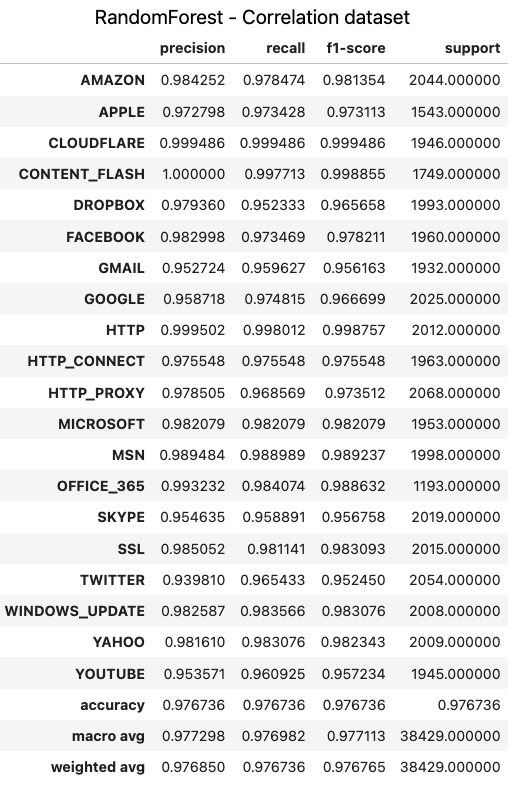 RandomForest - Correlation dataset
precision recall f1-score support
AMAZON 0.984252 0.978474 0.981354 2044.000000
APPLE 0.972798 0.973428 0.973113 1543.000000
CLOUDFLARE 0.999486 0.999486 0.999486 1946.000000
CONTENT_FLASH 1.000000 0.997713 0.998855 1749.000000
DROPBOX 0.979360 0.952333 0.965658 1993.000000
FACEBOOK 0.982998 0.973469 0.978211 1960.000000
GMAIL 0.952724 0.959627 0.956163 1932.000000
GOOGLE 0.958718 0.974815 0.966699 2025.000000
HTTP 0.999502 0.998012 0.998757 2012.000000
HTTP_CONNECT 0.975548 0.975548 0.975548 1963.000000
HTTP_PROXY 0.978505 0.968569 0.973512 2068.000000
MICROSOFT 0.982079 0.982079 0.982079 1953.000000
MSN 0.989484 0.988989 0.989237 1998.000000
OFFICE_365 0.993232 0.984074 0.988632 1193.000000
SKYPE 0.954635 0.958891 0.956758 2019.000000
SSL 0.985052 0.981141 0.983093 2015.000000
TWITTER 0.939810 0.965433 0.952450 2054.000000
WINDOWS_UPDATE 0.982587 0.983566 0.983076 2008.000000
YAHOO 0.981610 0.983076 0.982343 2009.000000
YOUTUBE 0.953571 0.960925 0.957234 1945.000000
accuracy 0.976736 0.976736 0.976736 0.976736
macro avg 0.977298 0.976982 0.977113 38429.000000
weighted avg 0.976850 0.976736 0.976765 38429.000000